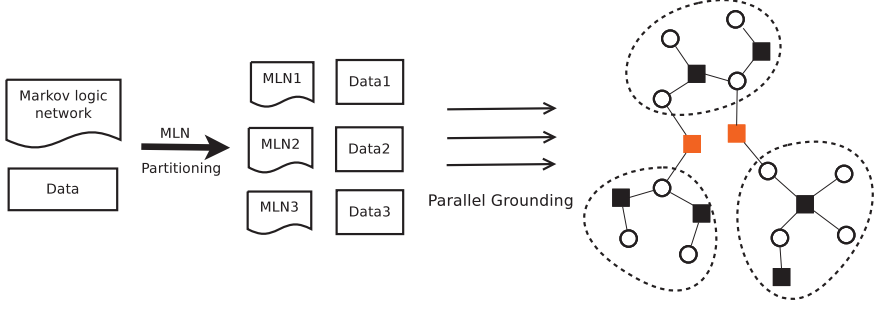 Markov logic
network
Data
MLN
Partitioning
MLN1
Data1
MLN2
Data2
MLN3
Data3
Parallel Grounding